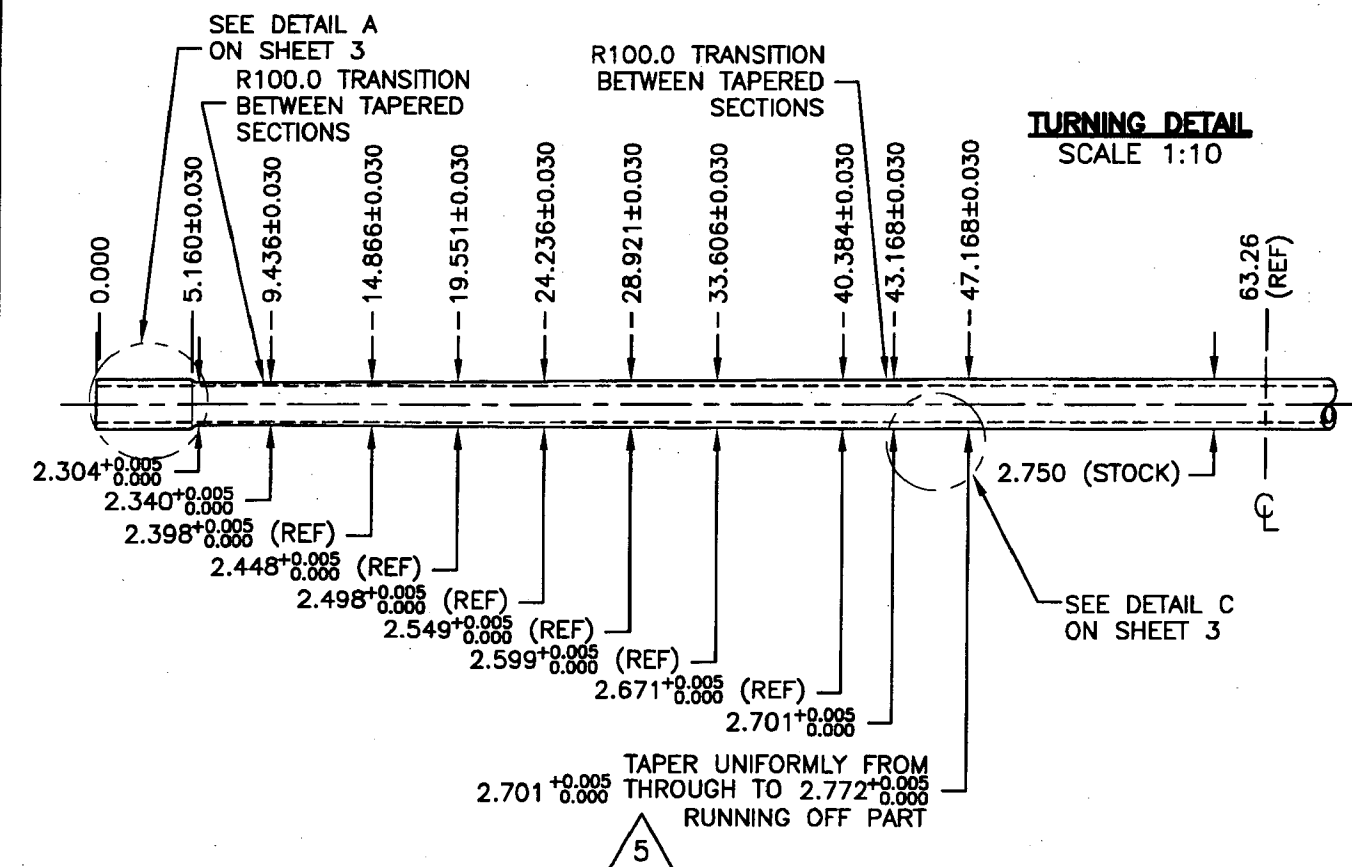 SEE DETAIL A
ON SHEET 3
R100.0 TRANSITION
BETWEEN TAPERED
SECTIONS
R100.0 TRANSITION
BETWEEN TAPERED
SECTIONS
TURNING DETAIL
SCALE 1:10
0.000
5.160±0.030
9.436±0.030
14.866±0.030
19.551±0.030
24.236±0.030
28.921±0.030
33.606±0.030
40.384±0.030
43.168±0.030
47.168±0.030
63.26
(REF)
2.304+0.005 0.000
2.340+0.005 0.000
2.398+0.005 0.000 (REF)
2.448+0.005 0.000 (REF)
2.498+0.005 0.000 (REF)
2.549+0.005 0.000 (REF)
2.599+0.005 0.000 (REF)
2.671+0.005 0.000 (REF)
2.701+0.005 0.000
2.750 (STOCK)
CL
SEE DETAIL C
ON SHEET 3
TAPER UNIFORMLY FROM
2.701+0.005 0.000 THROUGH TO 2.772+0.005 0.000
RUNNING OFF PART
5